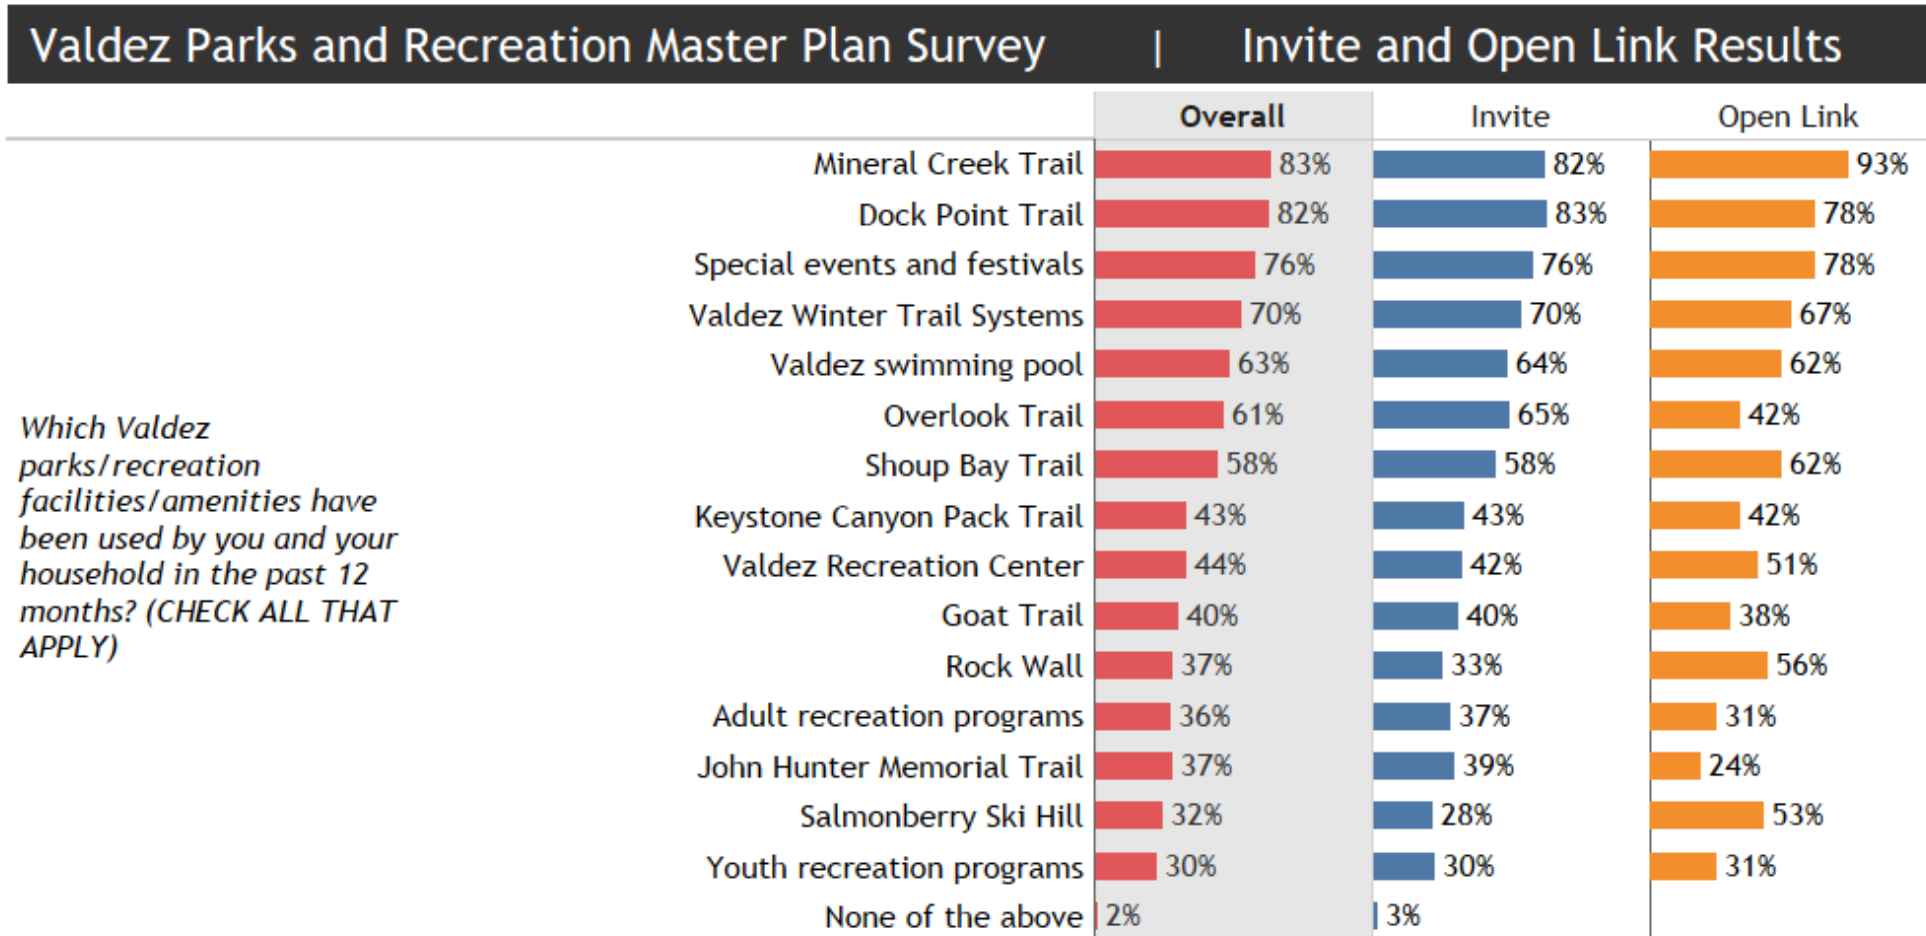 Valdez Parks and Recreation Master Plan Survey | Invite and Open Link Results
Overall Invite Open Link
Mineral Creek Trail 83% 82% 93%
Dock Point Trail 82% 83% 78%
Special events and festivals 76% 76% 78%
Valdez Winter Trail Systems 70% 70% 67%
Valdez swimming pool 63% 64% 62%
Overlook Trail 61% 65% 42%
Shoup Bay Trail 58% 58% 62%
Keystone Canyon Pack Trail 43% 43% 42%
Valdez Recreation Center 44% 42% 51%
Goat Trail 40% 40% 38%
Rock Wall 37% 33% 56%
Adult recreation programs 36% 37% 31%
John Hunter Memorial Trail 37% 39% 24%
Salmonberry Ski Hill 32% 28% 53%
Youth recreation programs 30% 30% 31%
None of the above 2% 3%
Which Valdez
parks/recreation
facilities/amenities have
been used by you and your
household in the past 12
months? (CHECK ALL THAT
APPLY)